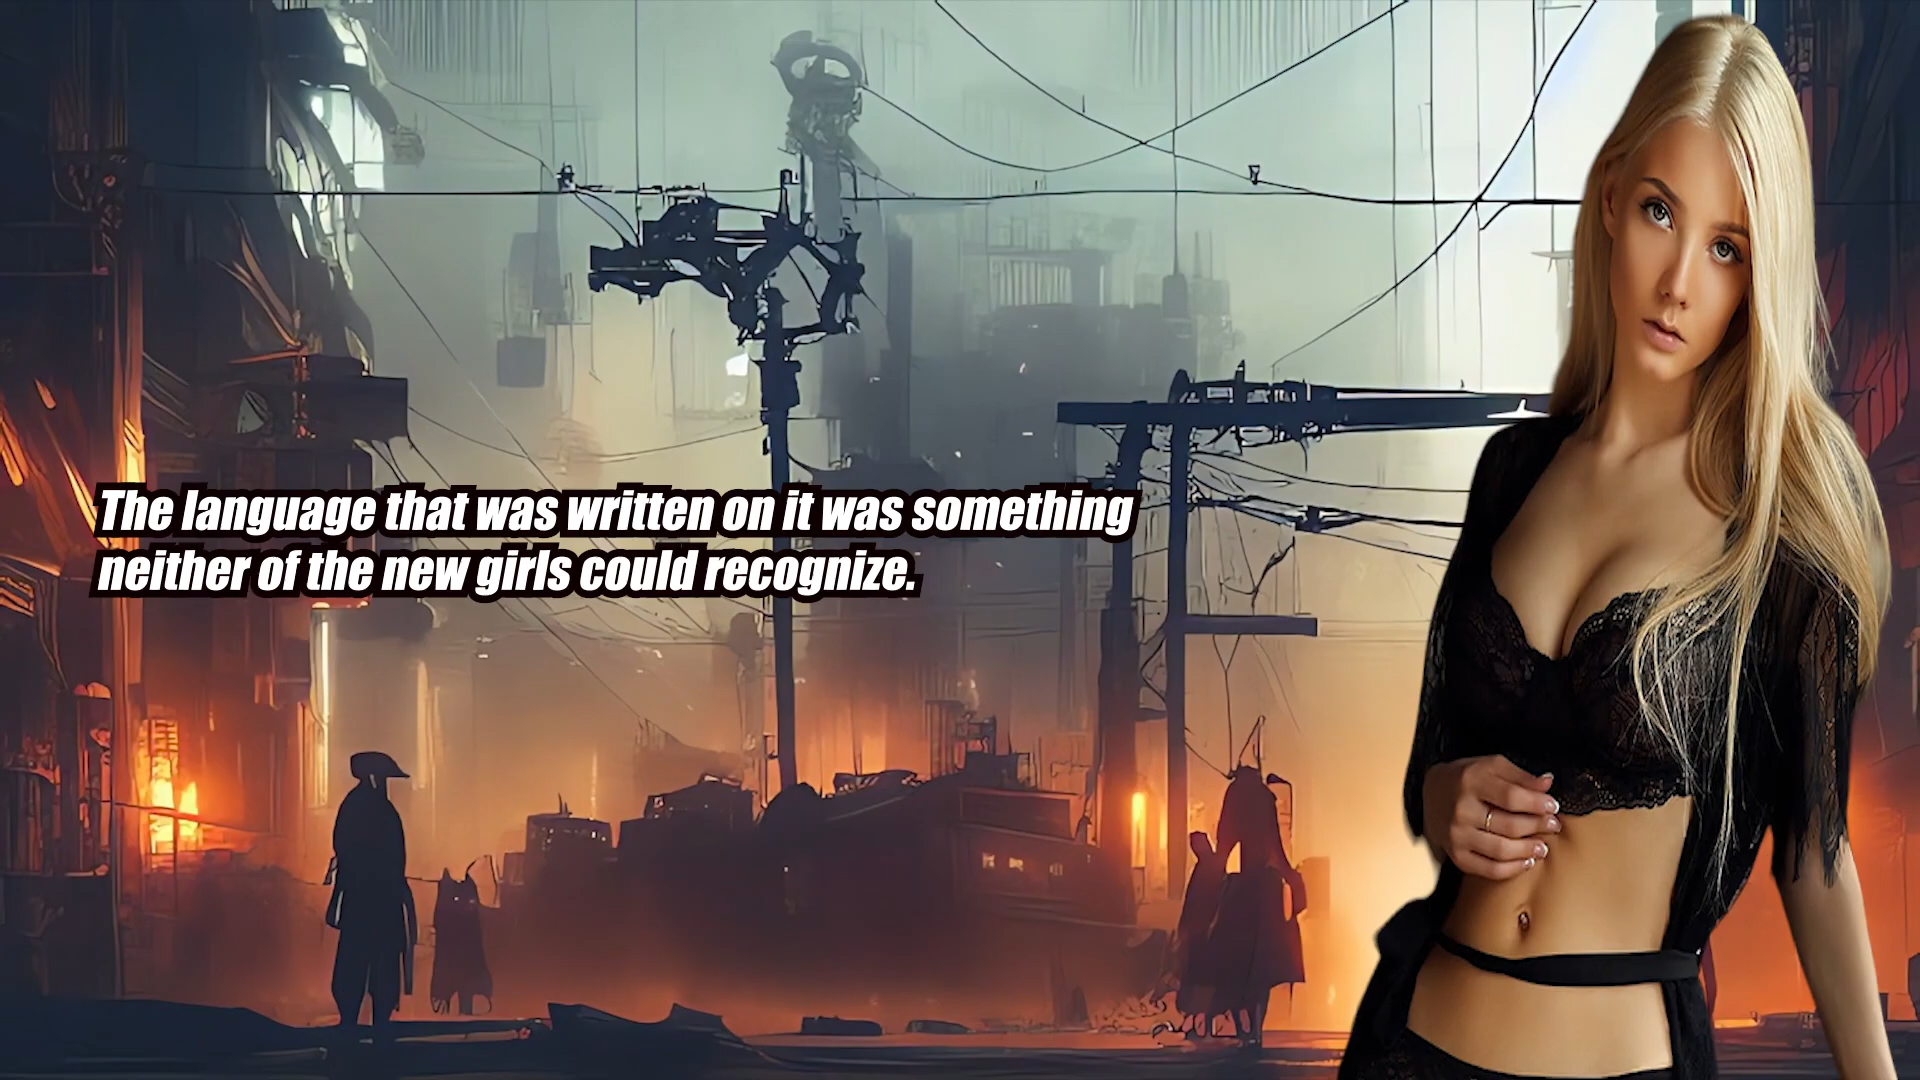 The language that was written on it was something
neither of the new girls could recognize.